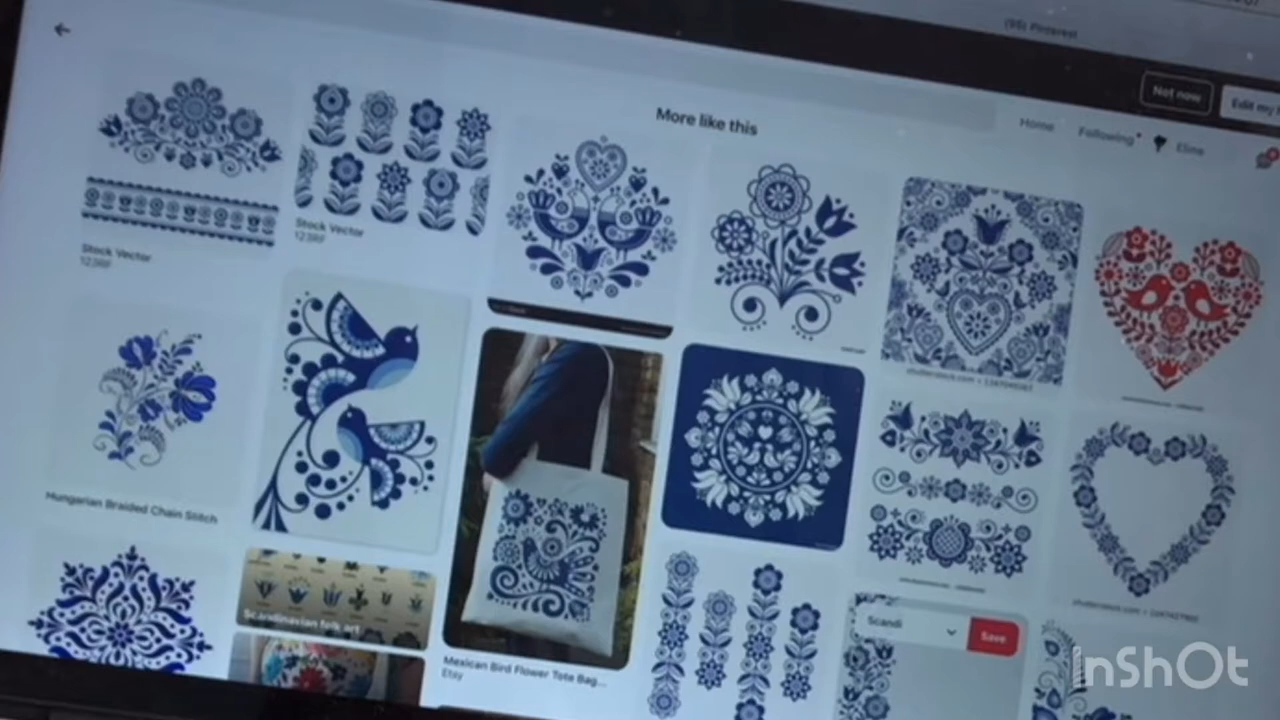 (99) Pinterest
Not now
Edit my
More like this
Home
Following
Eline
Stock Vector
123RF
Stock Vector
123RF
Hungarian Braided Chain Stitch
Scandinavian folk art
Mexican Bird Flower Tote Bag...
Etsy
Scandi
Save
InShOt